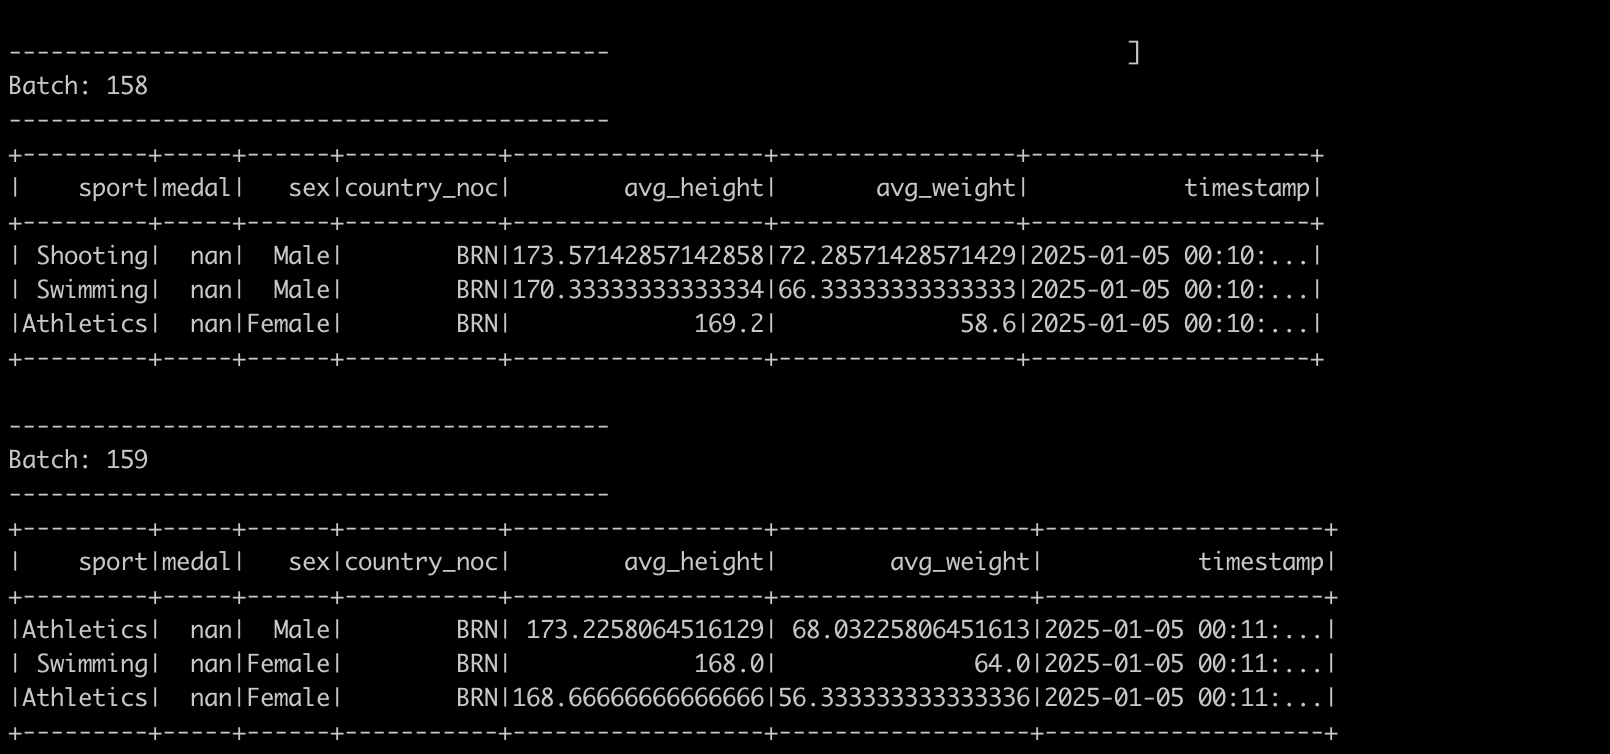 ------------------------------------------- ]
Batch: 158
-------------------------------------------
+---------+-----+------+-----------+------------------+-----------------+--------------------+
|    sport|medal|   sex|country_noc|        avg_height|       avg_weight|           timestamp|
+---------+-----+------+-----------+------------------+-----------------+--------------------+
| Shooting|  nan|  Male|        BRN|173.57142857142858|72.28571428571429|2025-01-05 00:10:...|
| Swimming|  nan|  Male|        BRN|170.33333333333334|66.33333333333333|2025-01-05 00:10:...|
|Athletics|  nan|Female|        BRN|             169.2|             58.6|2025-01-05 00:10:...|
+---------+-----+------+-----------+------------------+-----------------+--------------------+
-------------------------------------------
Batch: 159
-------------------------------------------
+---------+-----+------+-----------+------------------+------------------+--------------------+
|    sport|medal|   sex|country_noc|        avg_height|        avg_weight|           timestamp|
+---------+-----+------+-----------+------------------+------------------+--------------------+
|Athletics|  nan|  Male|        BRN| 173.2258064516129| 68.03225806451613|2025-01-05 00:11:...|
| Swimming|  nan|Female|        BRN|             168.0|              64.0|2025-01-05 00:11:...|
|Athletics|  nan|Female|        BRN|168.66666666666666|56.333333333333336|2025-01-05 00:11:...|
+---------+-----+------+-----------+------------------+------------------+--------------------+